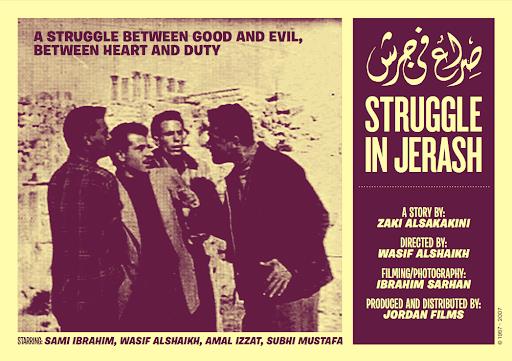 A STRUGGLE BETWEEN GOOD AND EVIL,
BETWEEN HEART AND DUTY
صراع في جرش
STRUGGLE
IN JERASH
A STORY BY:
ZAKI ALSAKAKINI
DIRECTED BY:
WASIF ALSHAIKH
FILMING/PHOTOGRAPHY:
IBRAHIM SARHAN
PRODUCED AND DISTRIBUTED BY:
JORDAN FILMS
STARRING: SAMI IBRAHIM, WASIF ALSHAIKH, AMAL IZZAT, SUBHI MUSTAFA
© 1957 - 2007